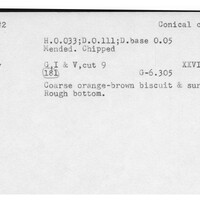 22 Conical c
H.0.033;D.0.111;D.base 0.05
Mended. Chipped
G,I & V,cut 9 XXVI
181 G-6.305
Coarse orange-brown biscuit & sur
Rough bottom.